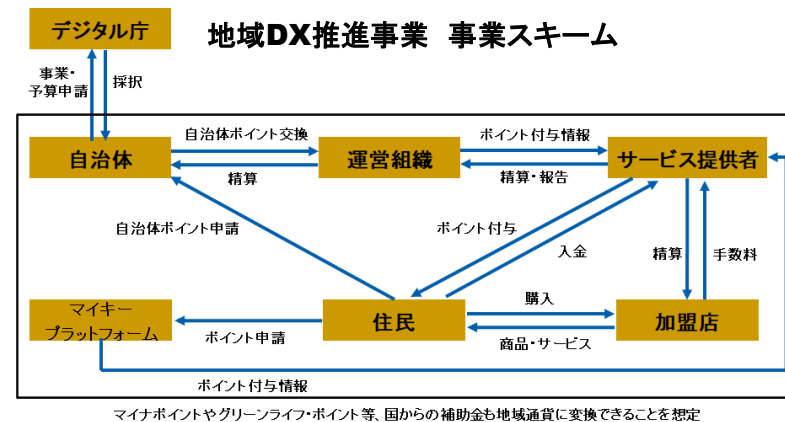 デジタル庁
地域DX推進事業 事業スキーム
事業・
予算申請
採択
自治体
自治体ポイント交換
精算
運営組織
ポイント付与情報
精算・報告
サービス提供者
自治体ポイント申請
ポイント付与
入金
精算
手数料
マイキー
プラットフォーム
ポイント申請
住民
購入
商品・サービス
加盟店
ポイント付与情報
マイナポイントやグリーンライフ・ポイント等、国からの補助金も地域通貨に変換できることを想定